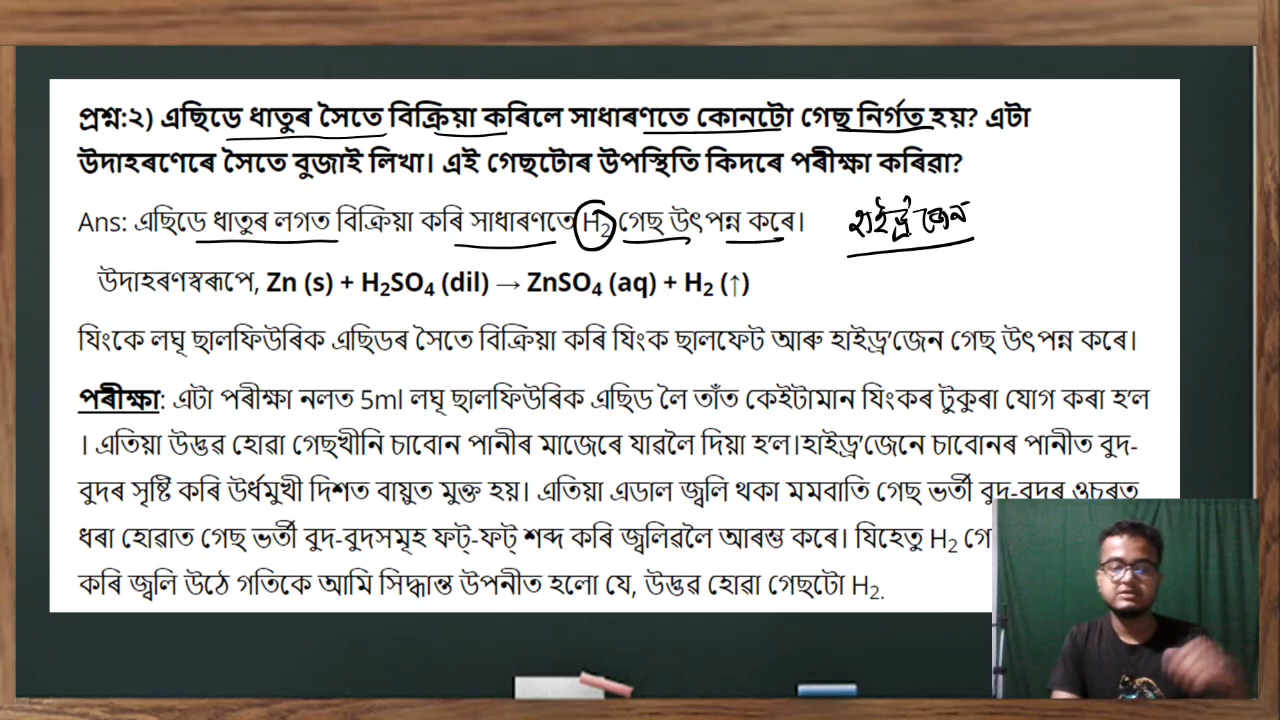 প্ৰশ্ন:২) এছিডে ধাতুৰ সৈতে বিক্ৰিয়া কৰিলে সাধাৰণতে কোনটো গেছ নিৰ্গত হয়? এটা
উদাহৰণেৰে সৈতে বুজাই লিখা। এই গেছটোৰ উপস্থিতি কিদৰে পৰীক্ষা কৰিৱা?
Ans: এছিডে ধাতুৰ লগত বিক্ৰিয়া কৰি সাধাৰণতে H₂ গেছ উৎপন্ন কৰে। হাইড্ৰ'জেন
উদাহৰণস্বৰূপে, Zn (s) + H₂SO₄ (dil) → ZnSO₄ (aq) + H₂ (↑)
যিংকে লঘূ ছালফিউৰিক এছিডৰ সৈতে বিক্ৰিয়া কৰি যিংক ছালফেট আৰু হাইড্ৰ'জেন গেছ উৎপন্ন কৰে।
পৰীক্ষা: এটা পৰীক্ষা নলত 5ml লঘূ ছালফিউৰিক এছিড লৈ তাঁত কেইটামান যিংকৰ টুকুৰা যোগ কৰা হ'ল
। এতিয়া উদ্ভৱ হোৱা গেছখীনি চাবোন পানীৰ মাজেৰে যাৱলৈ দিয়া হ'ল।হাইড্ৰ'জেনে চাবোনৰ পানীত বুদ-
বুদৰ সৃষ্টি কৰি উৰ্ধমুখী দিশত বায়ুত মুক্ত হয়। এতিয়া এডাল জ্বলি থকা মমবাতি গেছ ভৰ্তী বুদ-বুদৰ ওচৰত
ধৰা হোৱাত গেছ ভৰ্তী বুদ-বুদসমূহ ফট্-ফট্ শব্দ কৰি জ্বলিৱলৈ আৰম্ভ কৰে। যিহেতু H₂
কৰি জ্বলি উঠে গতিকে আমি সিদ্ধান্ত উপনীত হলো যে, উদ্ভৱ হোৱা গেছটো H₂.